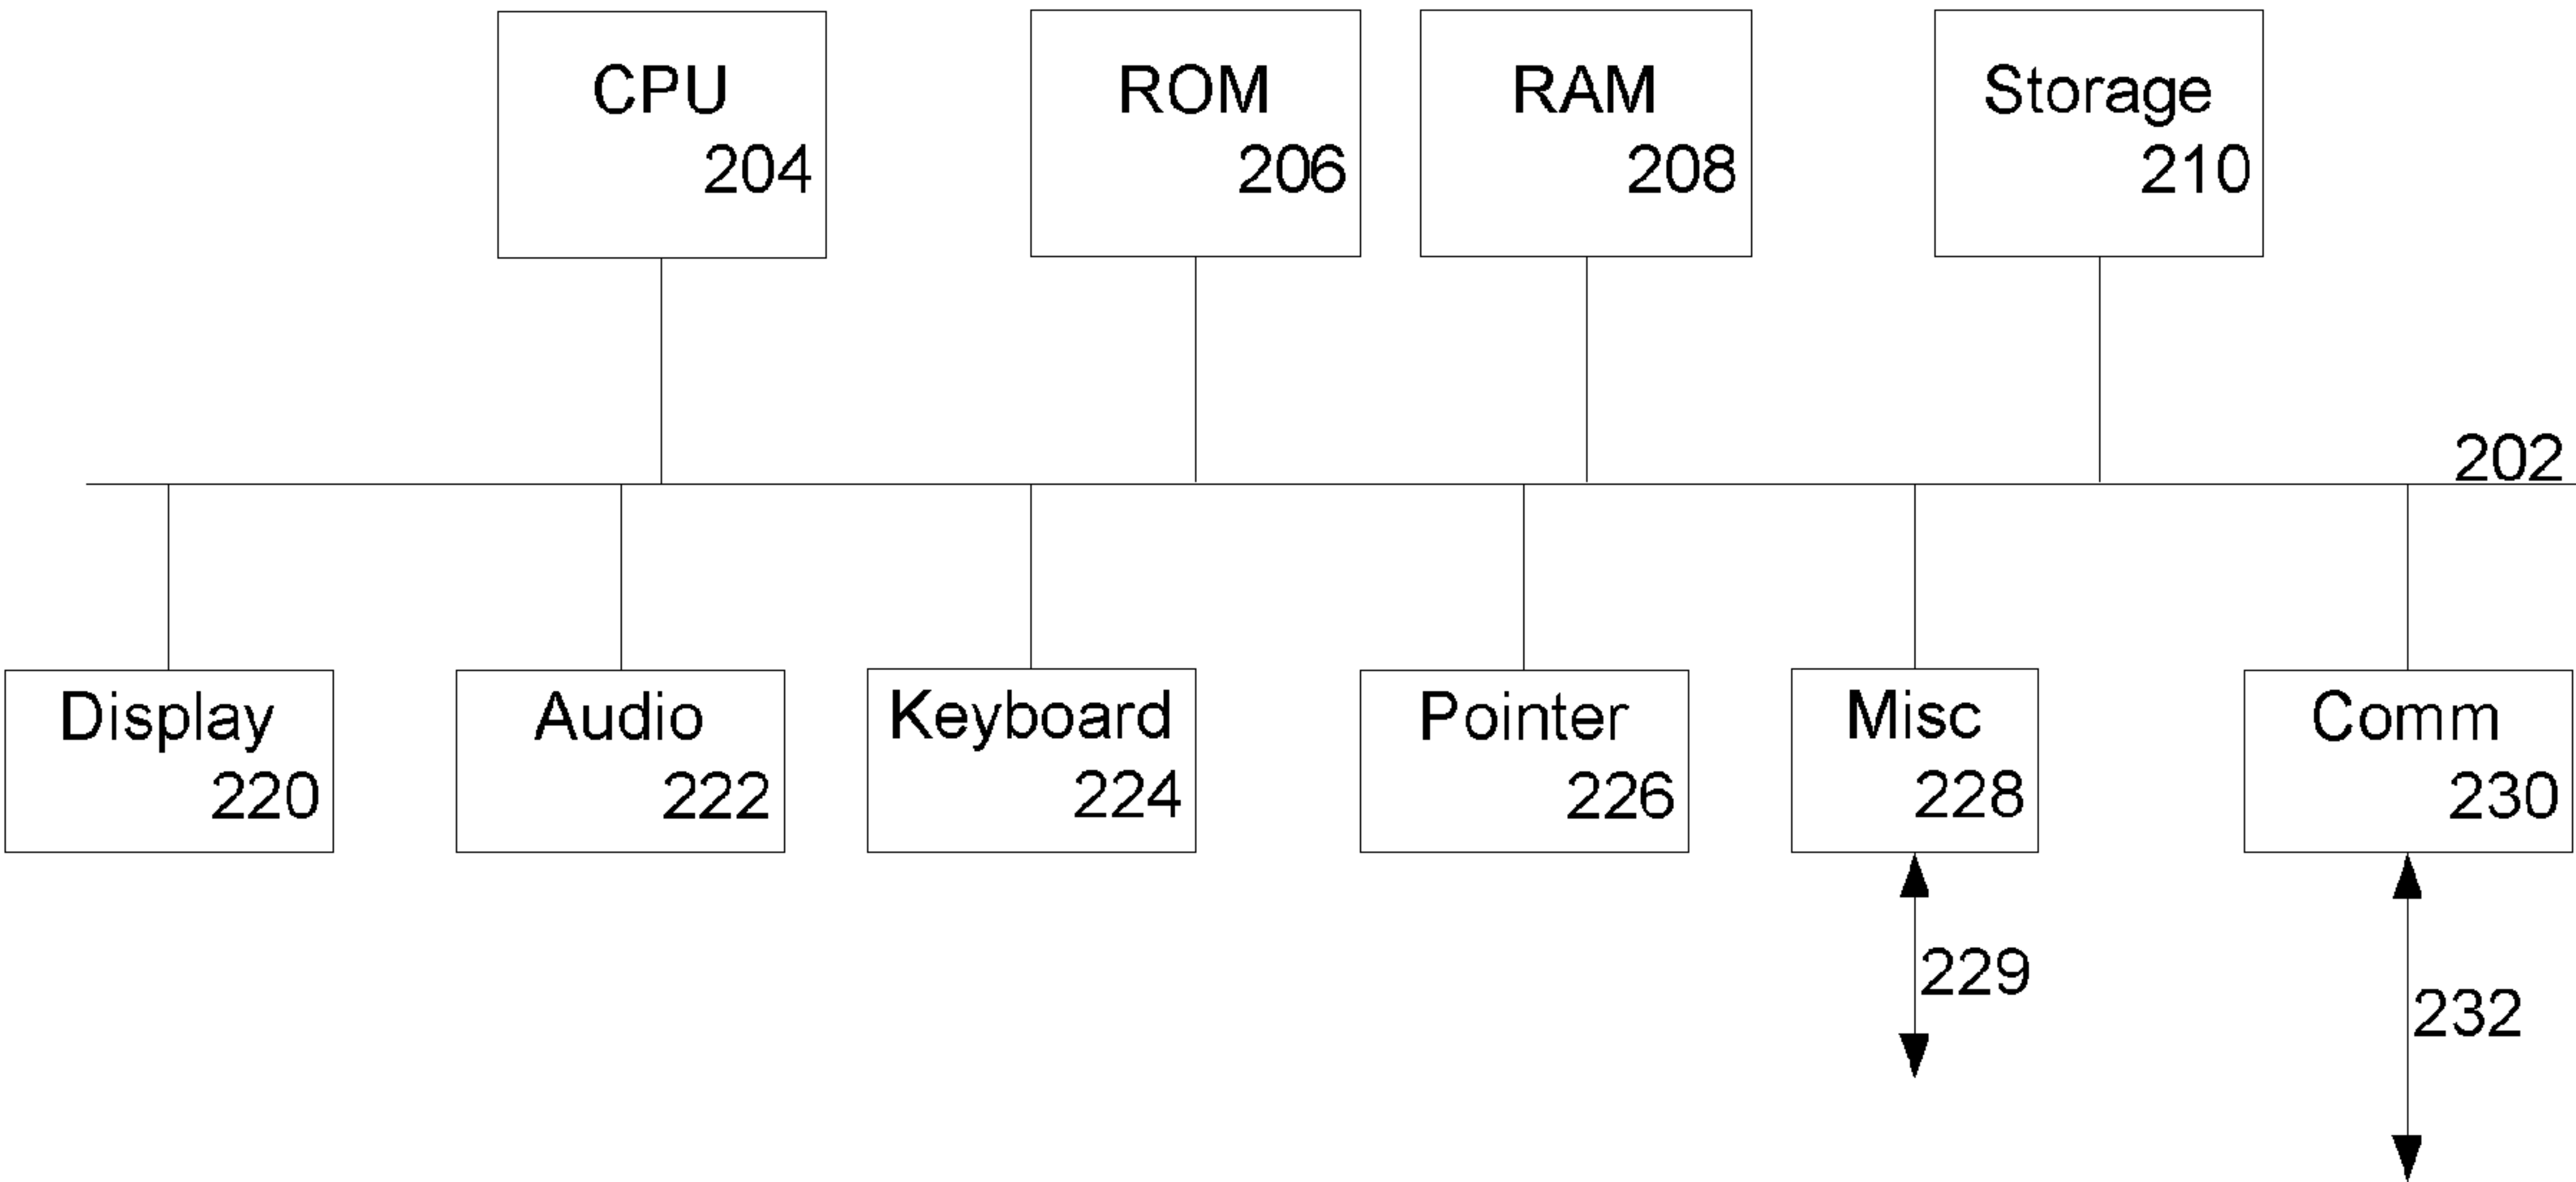 CPU
204
ROM
206
RAM
208
Storage
210
202
Display
220
Audio
222
Keyboard
224
Pointer
226
Misc
228
Comm
230
229
232